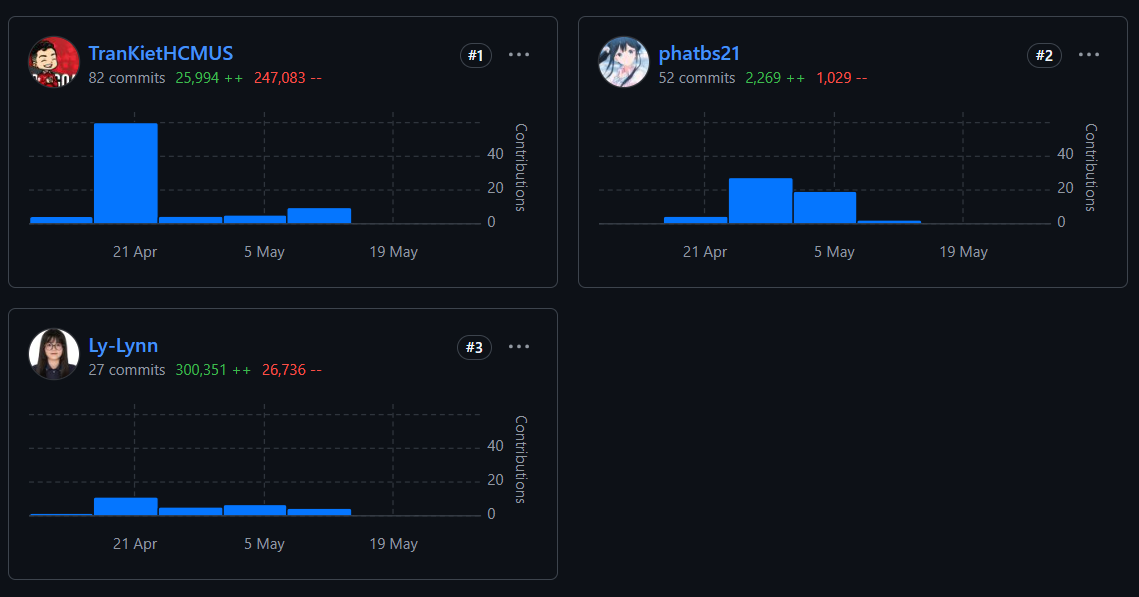 TranKietHCMUS
#1
82 commits 25,994 ++ 247,083 --
Contributions
40
20
0
21 Apr 5 May 19 May
phatbs21
#2
52 commits 2,269 ++ 1,029 --
Contributions
40
20
0
21 Apr 5 May 19 May
Ly-Lynn
#3
27 commits 300,351 ++ 26,736 --
Contributions
40
20
0
21 Apr 5 May 19 May